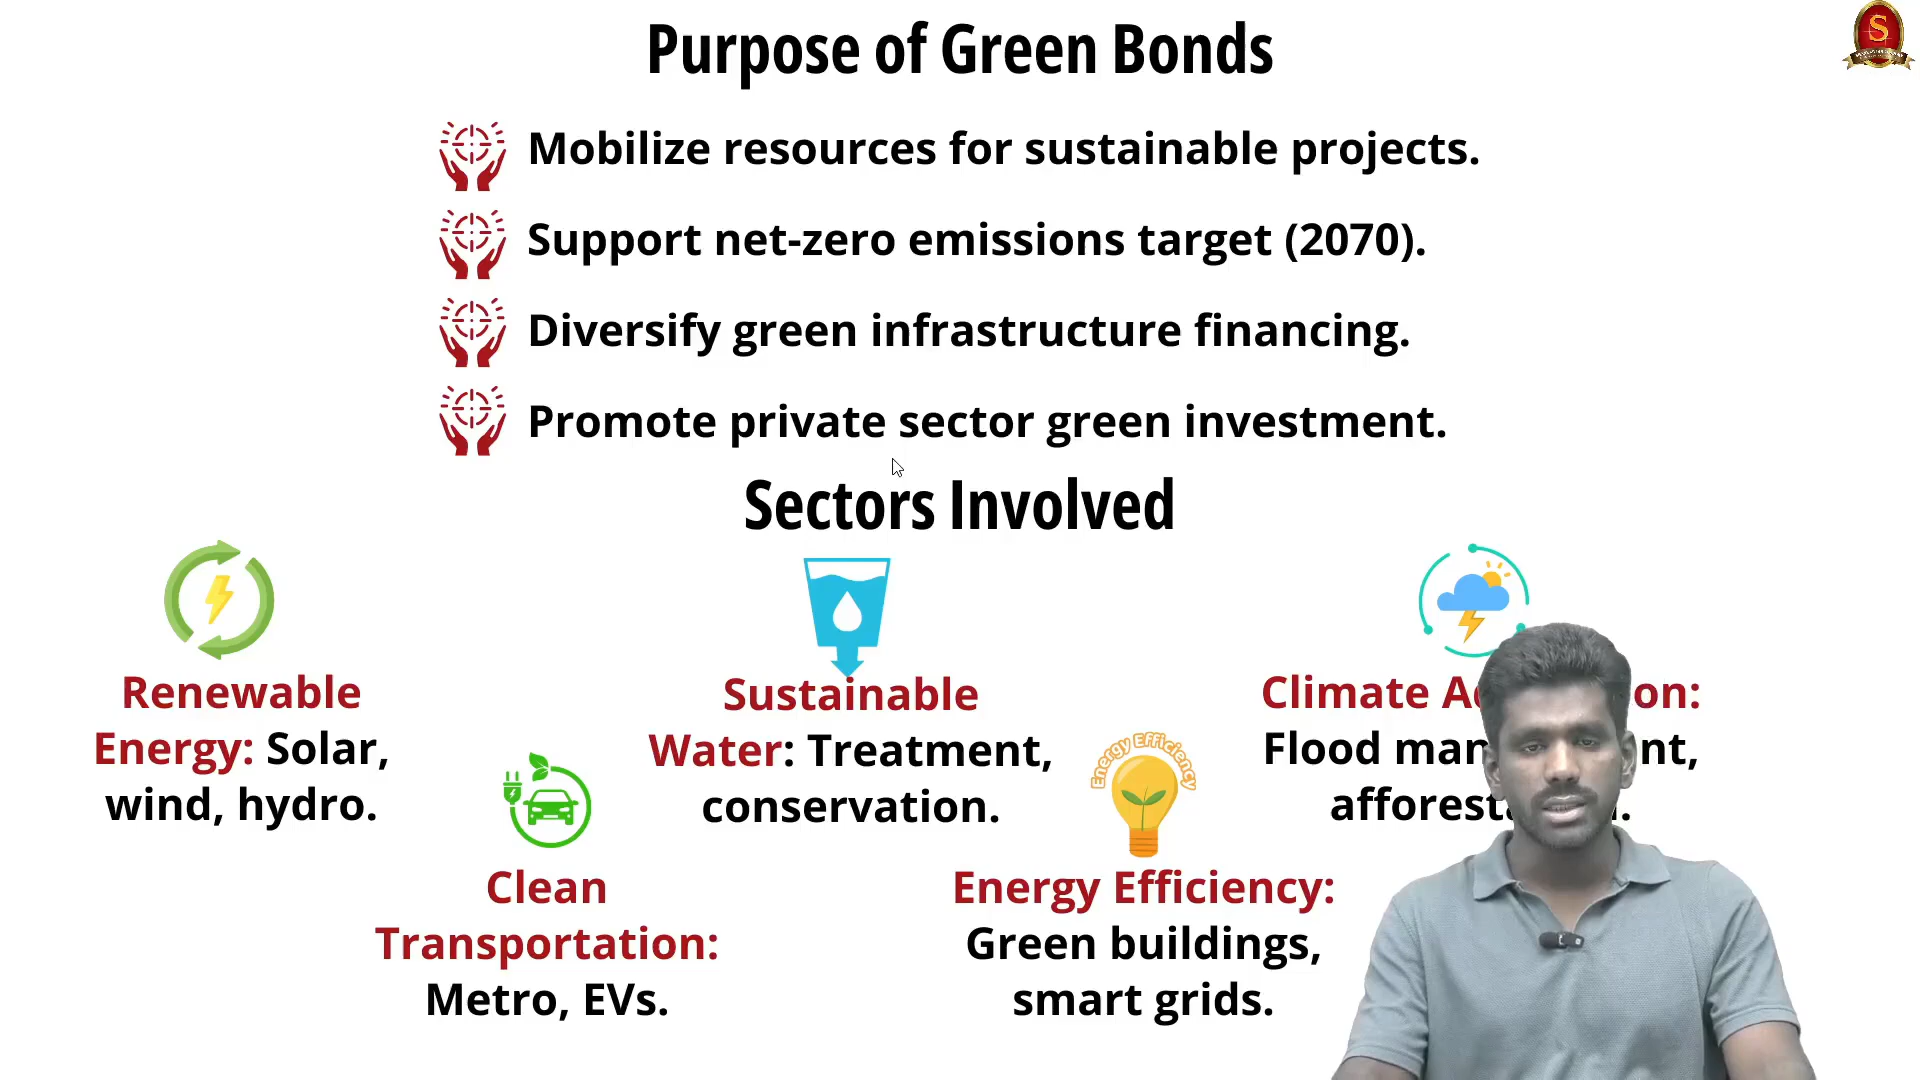 Purpose of Green Bonds
S
Mobilize resources for sustainable projects.
Support net-zero emissions target (2070).
Diversify green infrastructure financing.
Promote private sector green investment.
Sectors Involved
Renewable
Energy: Solar,
wind, hydro.
Clean
Transportation:
Metro, EVs.
Sustainable
Water: Treatment,
conservation.
Energy Efficiency
Energy Efficiency:
Green buildings,
smart grids.
Climate
Flood